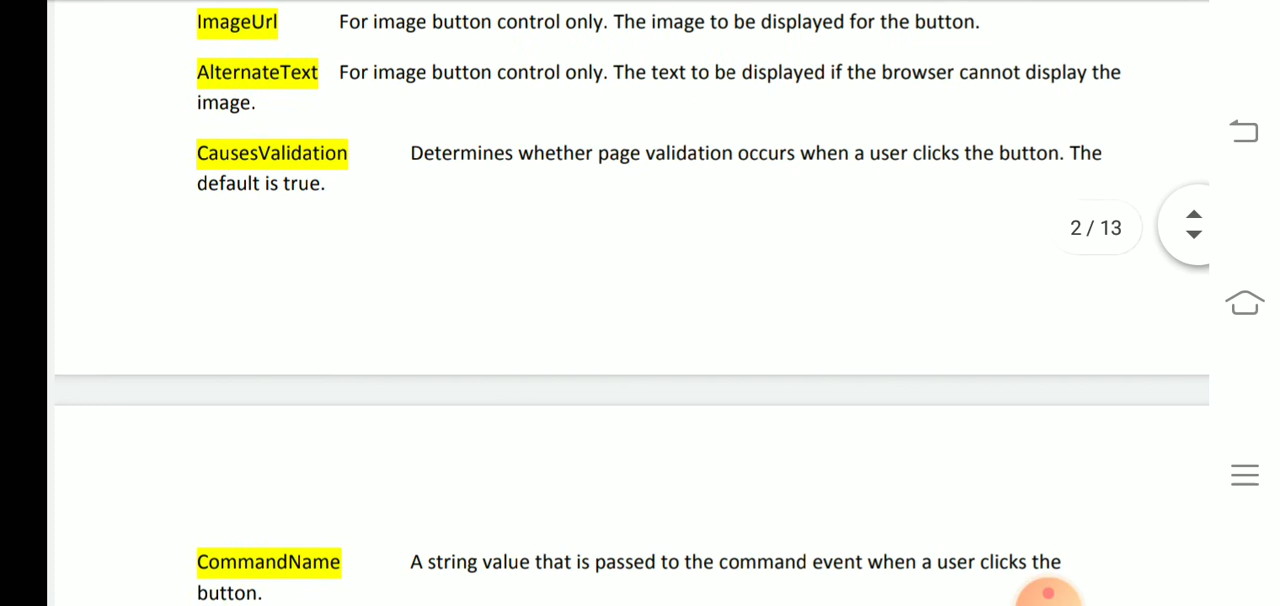 ImageUrl For image button control only. The image to be displayed for the button.
AlternateText For image button control only. The text to be displayed if the browser cannot display the
image.
CausesValidation Determines whether page validation occurs when a user clicks the button. The
default is true.
2 / 13
CommandName A string value that is passed to the command event when a user clicks the
button.